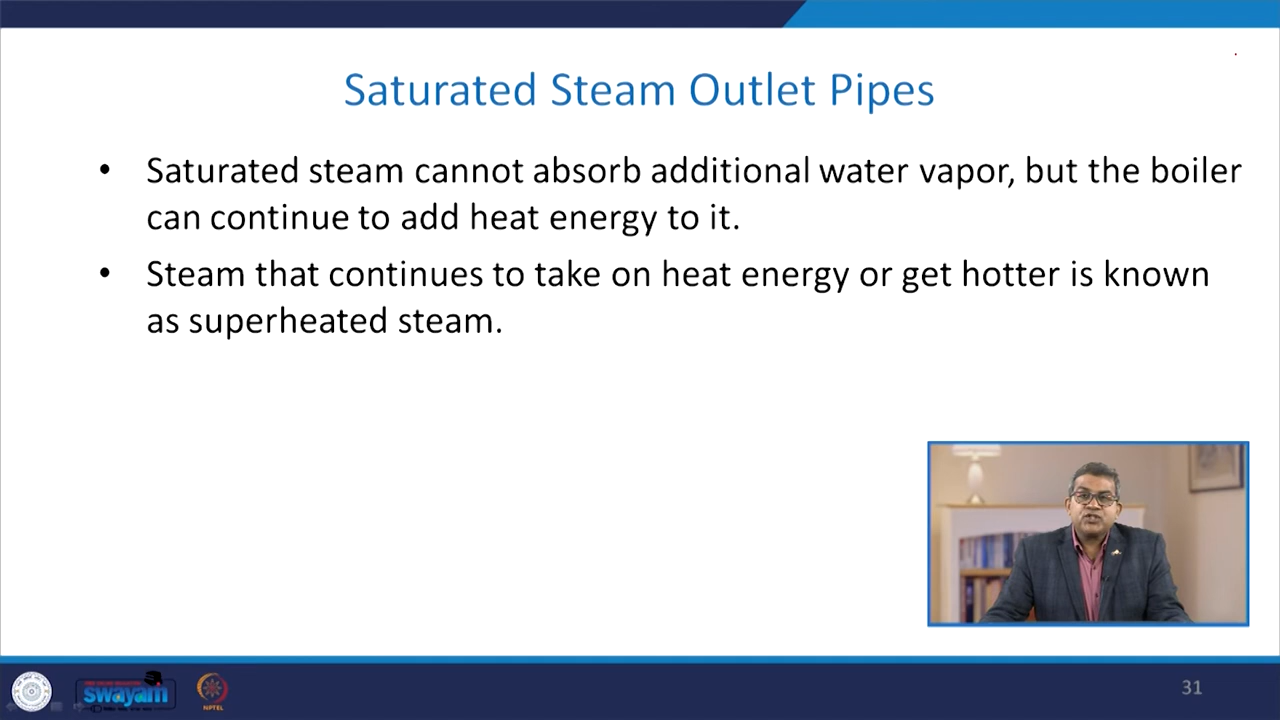 Saturated Steam Outlet Pipes
• Saturated steam cannot absorb additional water vapor, but the boiler
can continue to add heat energy to it.
• Steam that continues to take on heat energy or get hotter is known
as superheated steam.
swayam
NPTEL
31